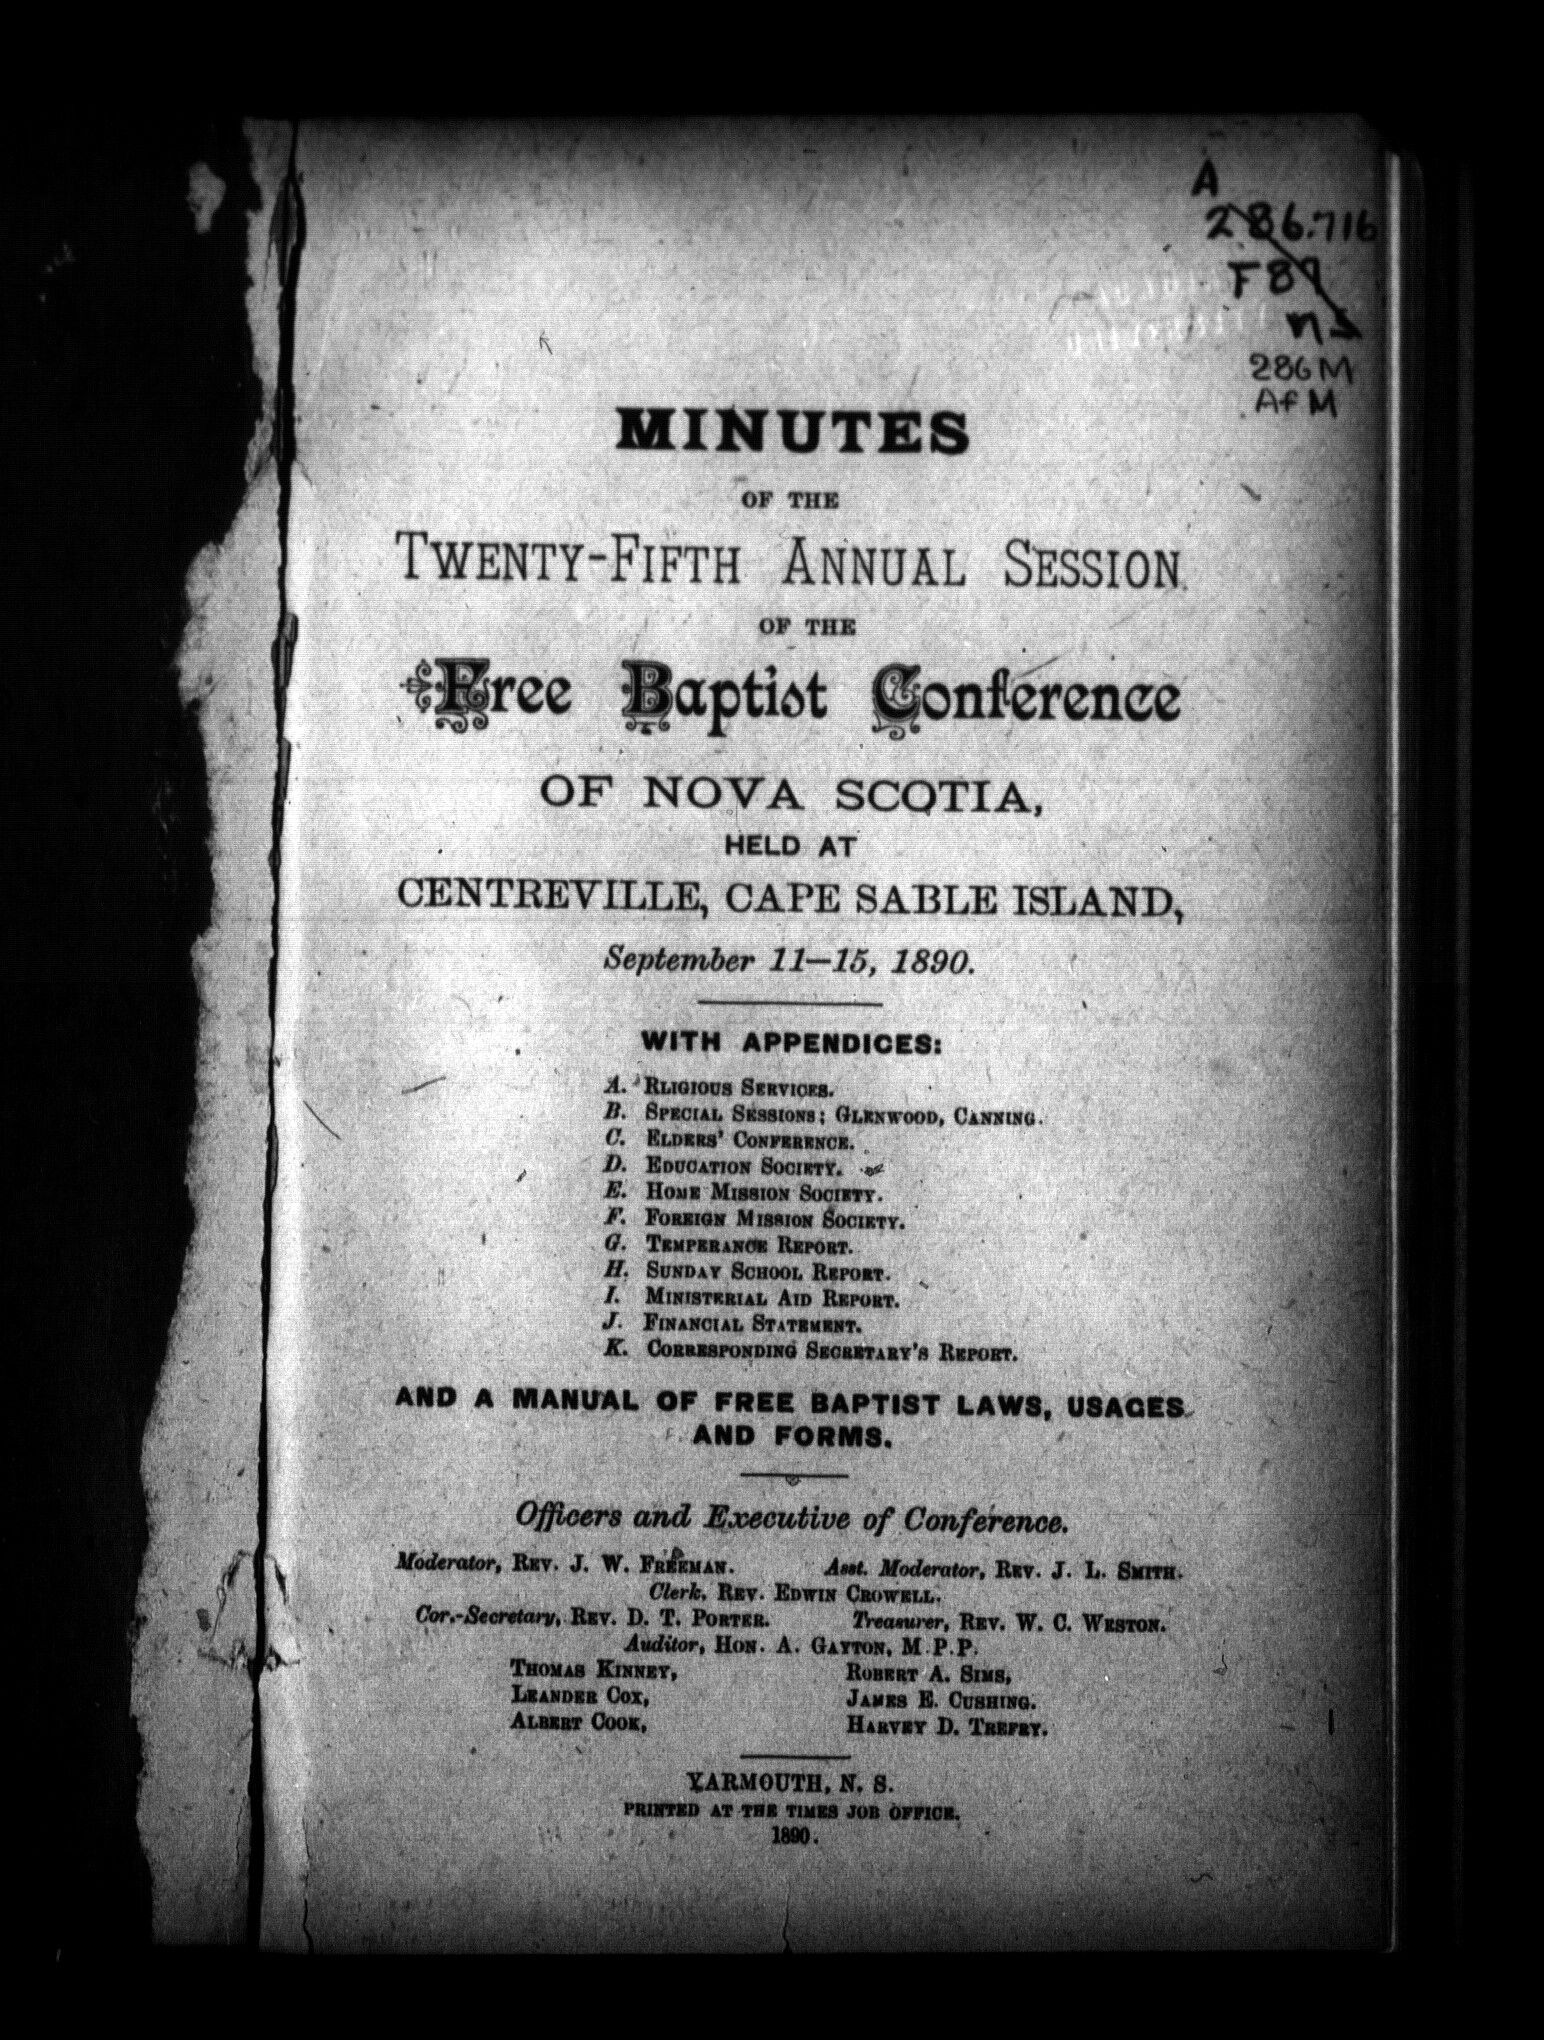 A
286.716
F87
286M
AfM
MINUTES
OF THE
TWENTY-FIFTH ANNUAL SESSION
OF THE
Free Baptist Conference
OF NOVA SCOTIA,
HELD AT
CENTREVILLE, CAPE SABLE ISLAND,
September 11—15, 1890.
WITH APPENDICES:
A. RLIGIOUS SERVICES.
B. SPECIAL SESSIONS; GLENWOOD, CANNING.
C. ELDERS' CONFERENCE.
D. EDUCATION SOCIETY.
E. HOME MISSION SOCIETY.
F. FOREIGN MISSION SOCIETY.
G. TEMPERANCE REPORT.
H. SUNDAY SCHOOL REPORT.
I. MINISTERIAL AID REPORT.
J. FINANCIAL STATEMENT.
K. CORRESPONDING SECRETARY'S REPORT.
AND A MANUAL OF FREE BAPTIST LAWS, USAGES
AND FORMS.
Officers and Executive of Conference.
Moderator, REV. J. W. FREEMAN. Asst. Moderator, REV. J. L. SMITH.
Clerk, REV. EDWIN CROWELL.
Cor.-Secretary, REV. D. T. PORTER. Treasurer, REV. W. C. WESTON.
Auditor, HON. A. GAYTON, M.P.P.
THOMAS KINNEY, ROBERT A. SIMS,
LEANDER COX, JAMES E. CUSHING.
ALBERT COOK, HARVEY D. TREFRY.
YARMOUTH, N. S.
PRINTED AT THE TIMES JOB OFFICE.
1890.